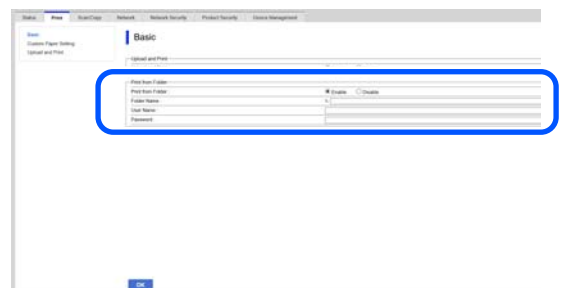 Status Print Scan/Copy Network Network Security Product Security Device Management
Basic
Custom Paper Setting
Upload and Print
Basic
Upload and Print
Print from Folder
Print from Folder : Enable Disable
Folder Name :
User Name :
Password :
OK